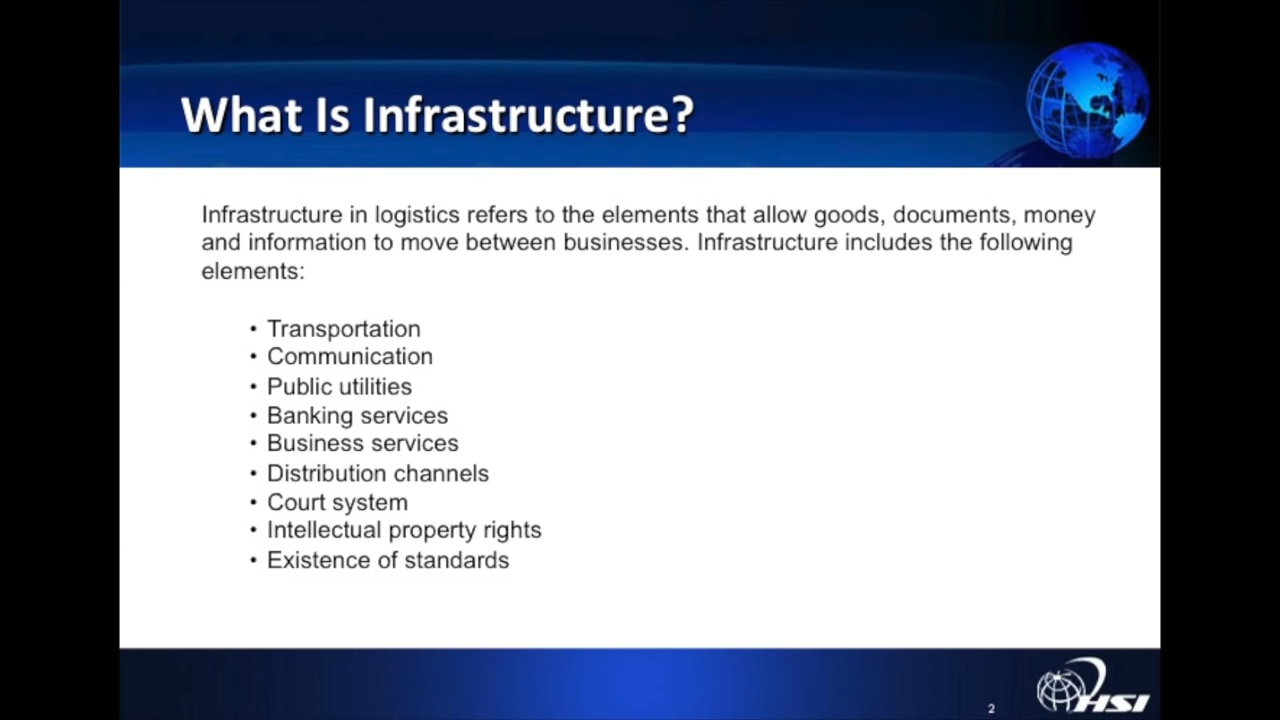 What Is Infrastructure?
Infrastructure in logistics refers to the elements that allow goods, documents, money
and information to move between businesses. Infrastructure includes the following
elements:
• Transportation
• Communication
• Public utilities
• Banking services
• Business services
• Distribution channels
• Court system
• Intellectual property rights
• Existence of standards
2
HSI